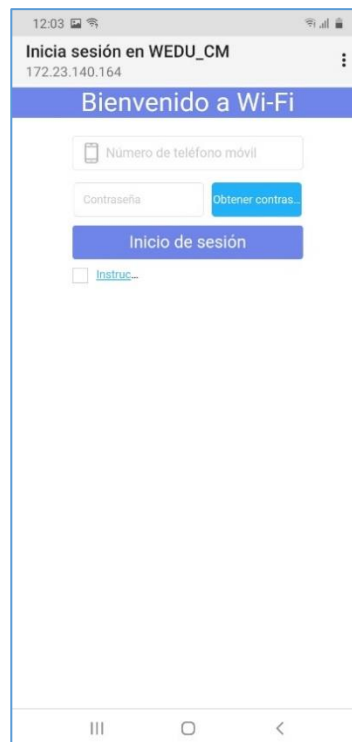 12:03
Inicia sesión en WEDU_CM
172.23.140.164
Bienvenido a Wi-Fi
Número de teléfono móvil
Contraseña
Obtener contras...
Inicio de sesión
Instruc...